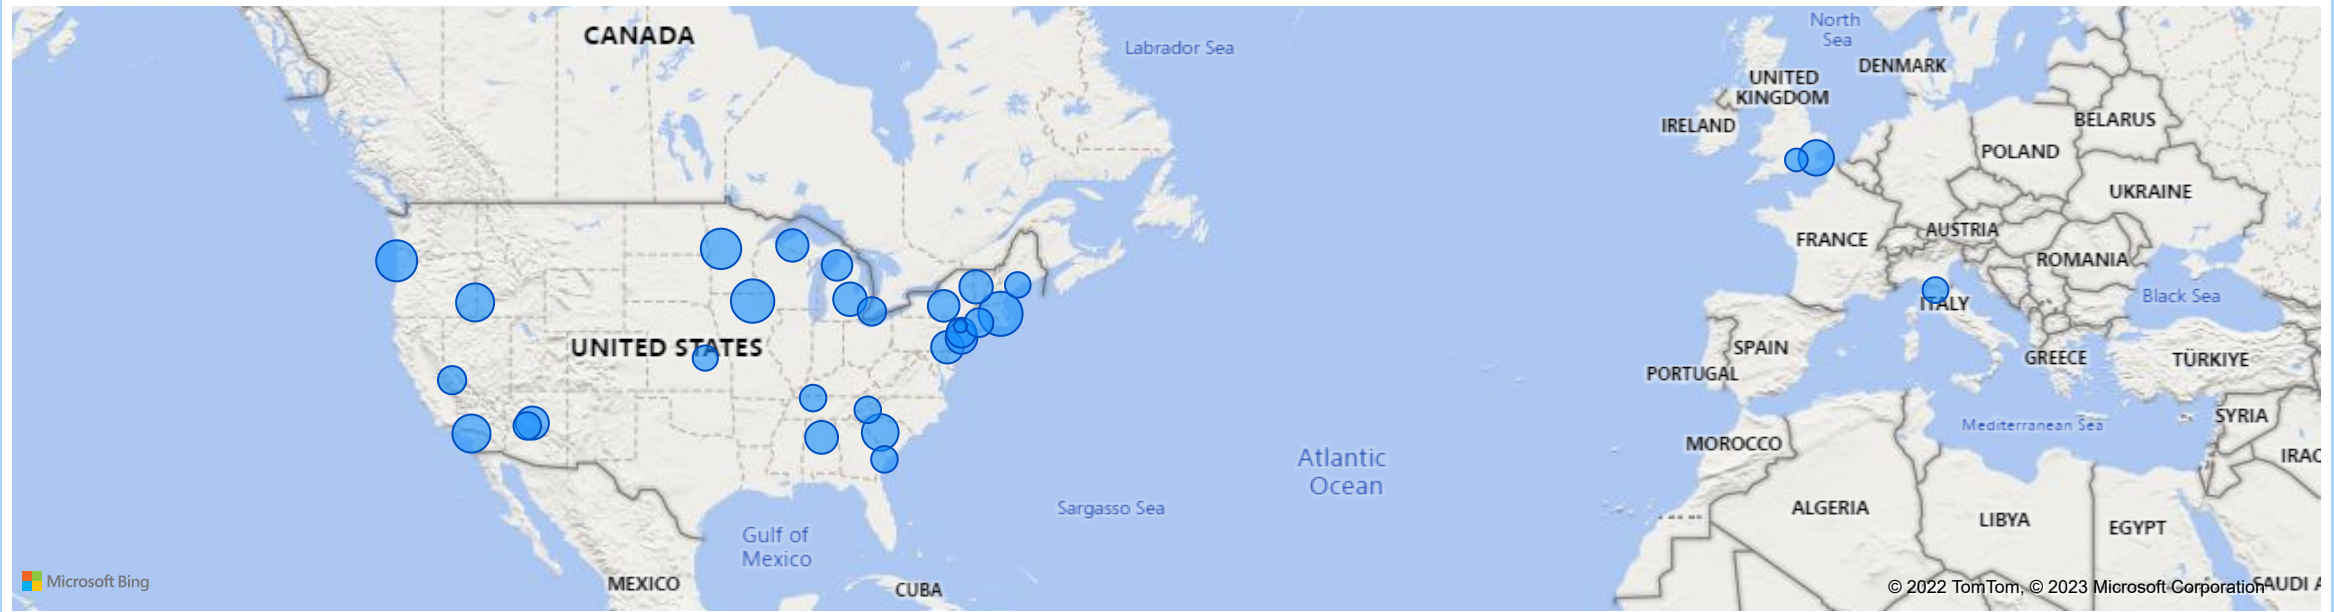 CANADA
Labrador Sea
North
Sea
DENMARK
UNITED
KINGDOM
IRELAND
BELARUS
POLAND
UKRAINE
FRANCE
AUSTRIA
ROMANIA
Black Sea
ITALY
UNITED STATES
SPAIN
PORTUGAL
GREECE
TÜRKIYE
SYRIA
Mediterranean Sea
MOROCCO
IRAQ
Atlantic
Ocean
Sargasso Sea
ALGERIA
LIBYA
EGYPT
Gulf of
Mexico
Microsoft Bing
MEXICO
CUBA
© 2022 TomTom, © 2023 Microsoft Corporation
SAUDI A